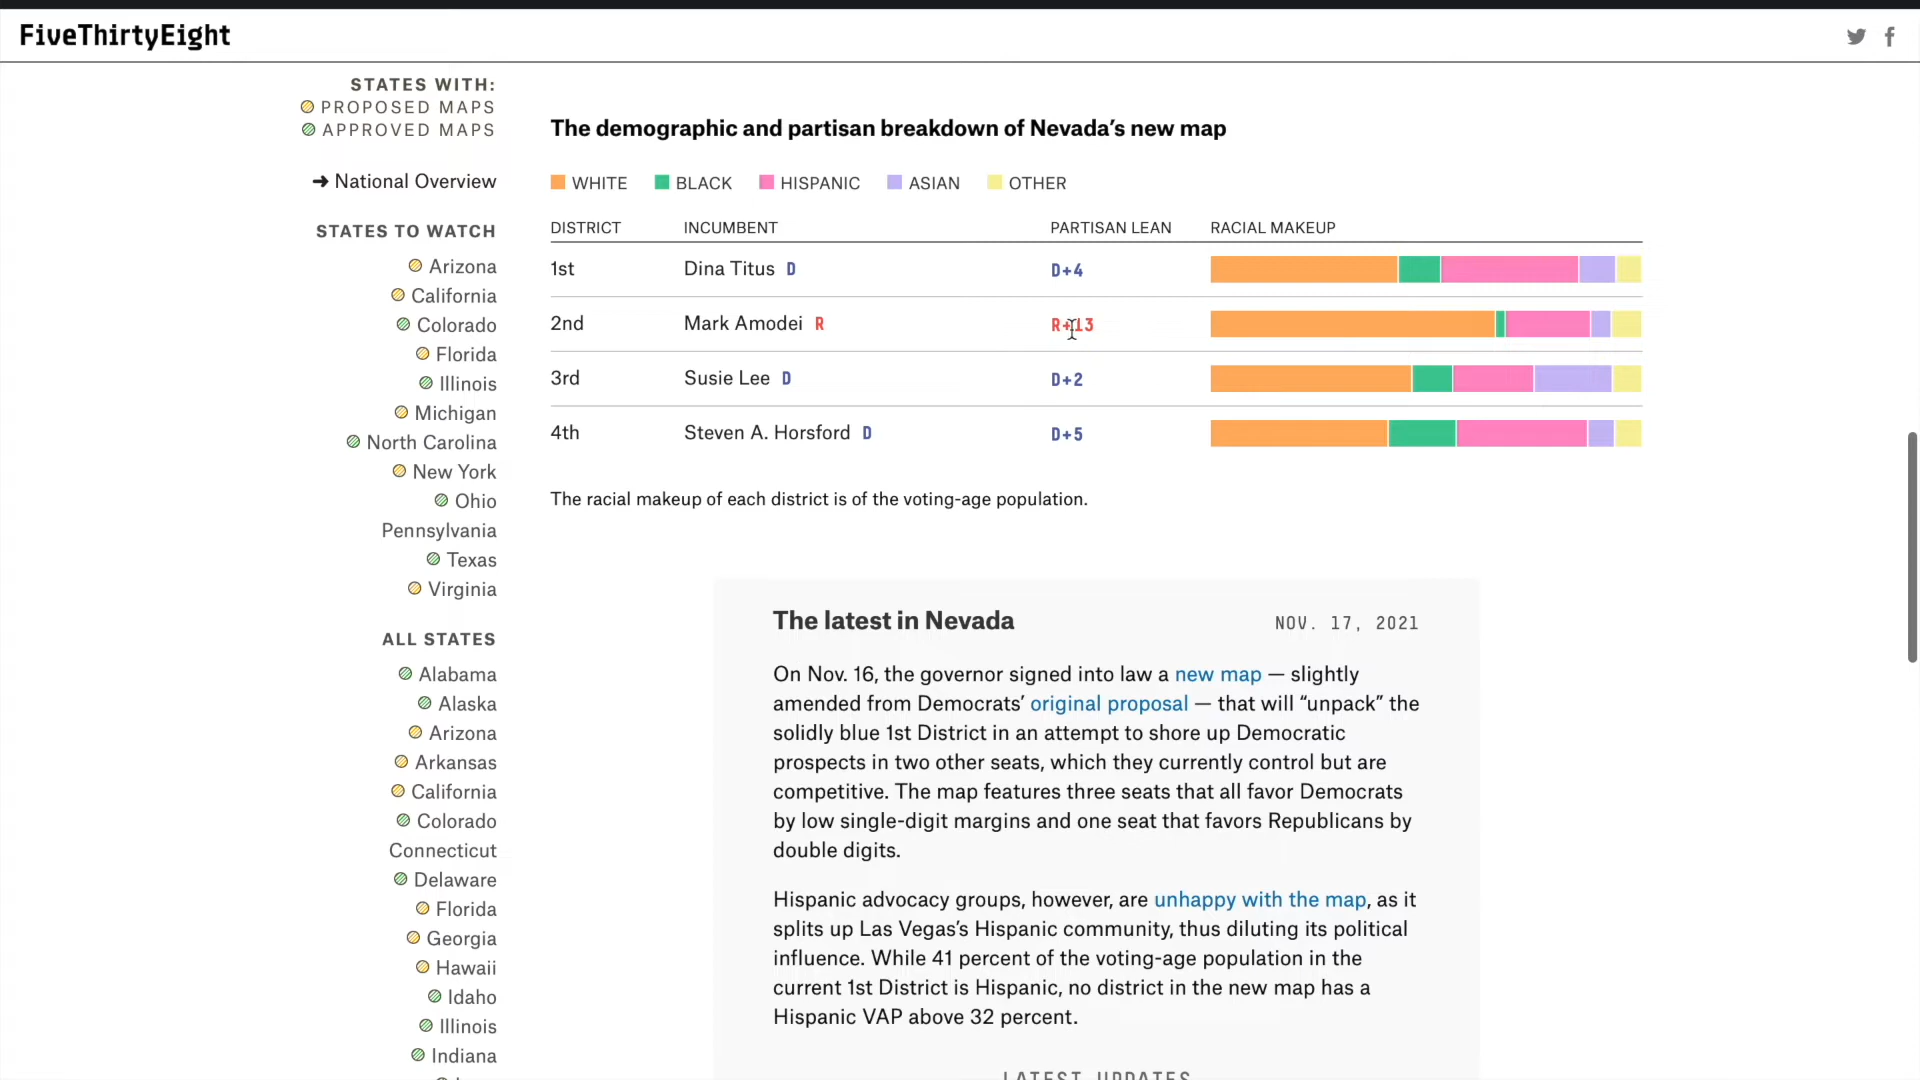 FiveThirtyEight
STATES WITH:
PROPOSED MAPS
APPROVED MAPS
→ National Overview
STATES TO WATCH
Arizona
California
Colorado
Florida
Illinois
Michigan
North Carolina
New York
Ohio
Pennsylvania
Texas
Virginia
ALL STATES
Alabama
Alaska
Arizona
Arkansas
California
Colorado
Connecticut
Delaware
Florida
Georgia
Hawaii
Idaho
Illinois
Indiana
The demographic and partisan breakdown of Nevada’s new map
WHITE BLACK HISPANIC ASIAN OTHER
DISTRICT INCUMBENT PARTISAN LEAN RACIAL MAKEUP
1st Dina Titus D D+4
2nd Mark Amodei R R+13
3rd Susie Lee D D+2
4th Steven A. Horsford D D+5
The racial makeup of each district is of the voting-age population.
The latest in Nevada NOV. 17, 2021
On Nov. 16, the governor signed into law a new map — slightly
amended from Democrats’ original proposal — that will “unpack” the
solidly blue 1st District in an attempt to shore up Democratic
prospects in two other seats, which they currently control but are
competitive. The map features three seats that all favor Democrats
by low single-digit margins and one seat that favors Republicans by
double digits.
Hispanic advocacy groups, however, are unhappy with the map, as it
splits up Las Vegas’s Hispanic community, thus diluting its political
influence. While 41 percent of the voting-age population in the
current 1st District is Hispanic, no district in the new map has a
Hispanic VAP above 32 percent.
LATEST UPDATES